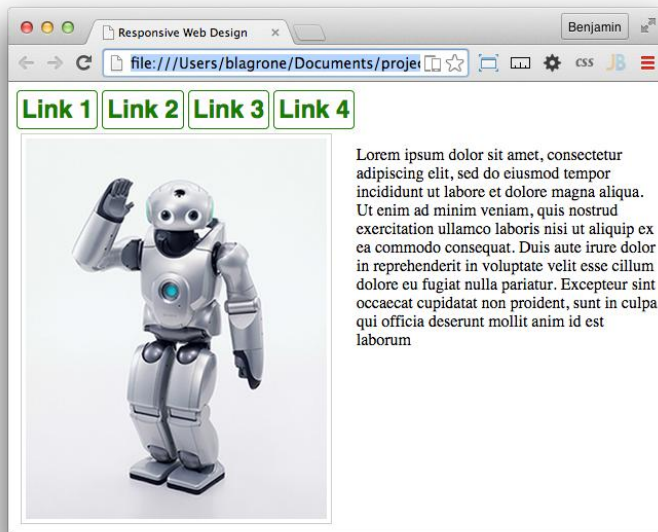 Responsive Web Design
Benjamin
file:///Users/blagrone/Documents/projec
CSS JB
Link 1 Link 2 Link 3 Link 4
Lorem ipsum dolor sit amet, consectetur
adipiscing elit, sed do eiusmod tempor
incididunt ut labore et dolore magna aliqua.
Ut enim ad minim veniam, quis nostrud
exercitation ullamco laboris nisi ut aliquip ex
ea commodo consequat. Duis aute irure dolor
in reprehenderit in voluptate velit esse cillum
dolore eu fugiat nulla pariatur. Excepteur sint
occaecat cupidatat non proident, sunt in culpa
qui officia deserunt mollit anim id est
laborum